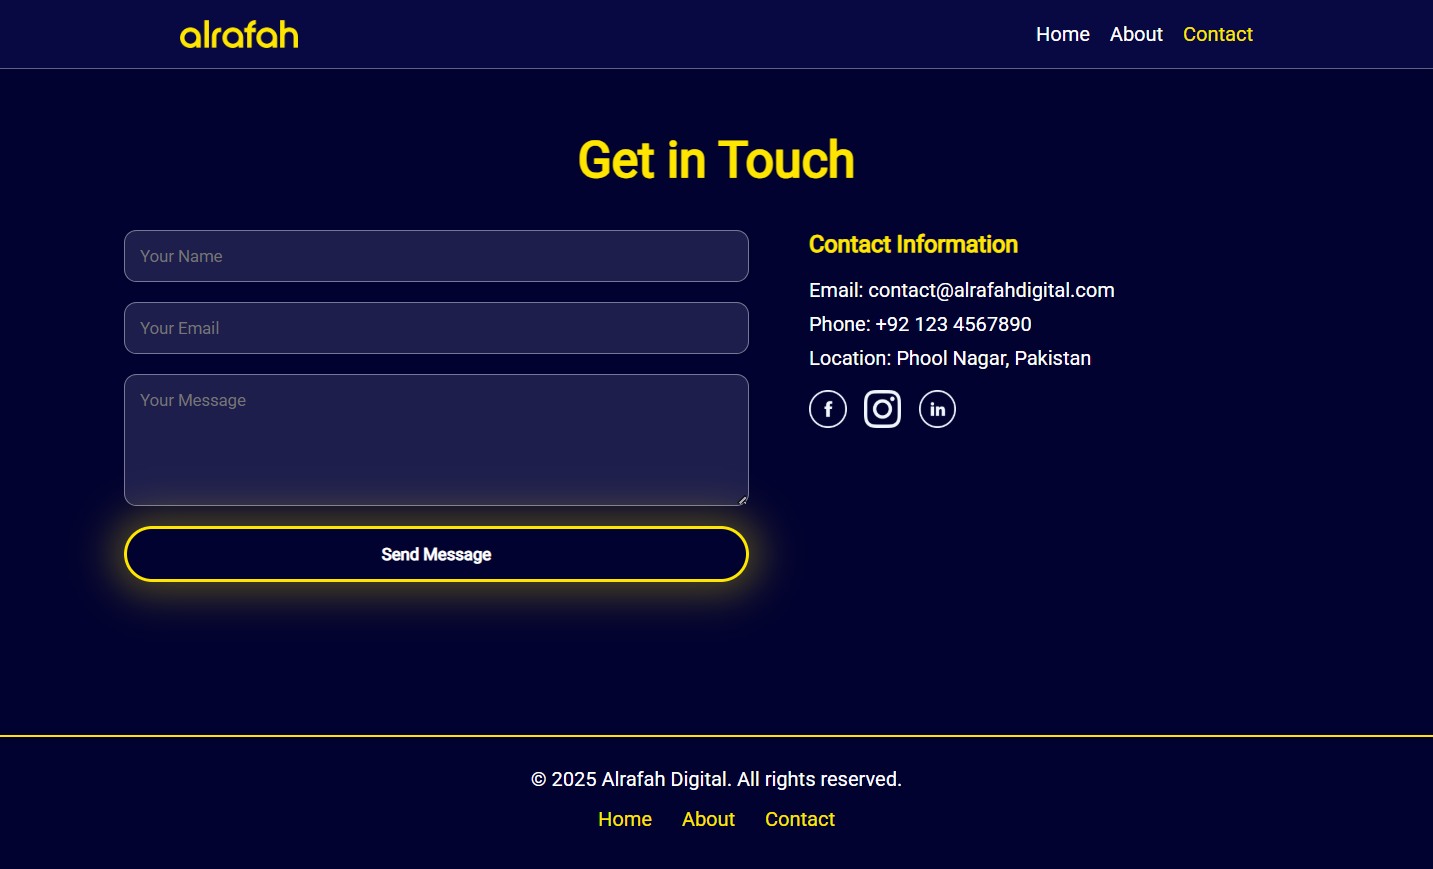 alrafah
Home About Contact
Get in Touch
Your Name
Your Email
Your Message
Send Message
Contact Information
Email: contact@alrafahdigital.com
Phone: +92 123 4567890
Location: Phool Nagar, Pakistan
f in
© 2025 Alrafah Digital. All rights reserved.
Home About Contact